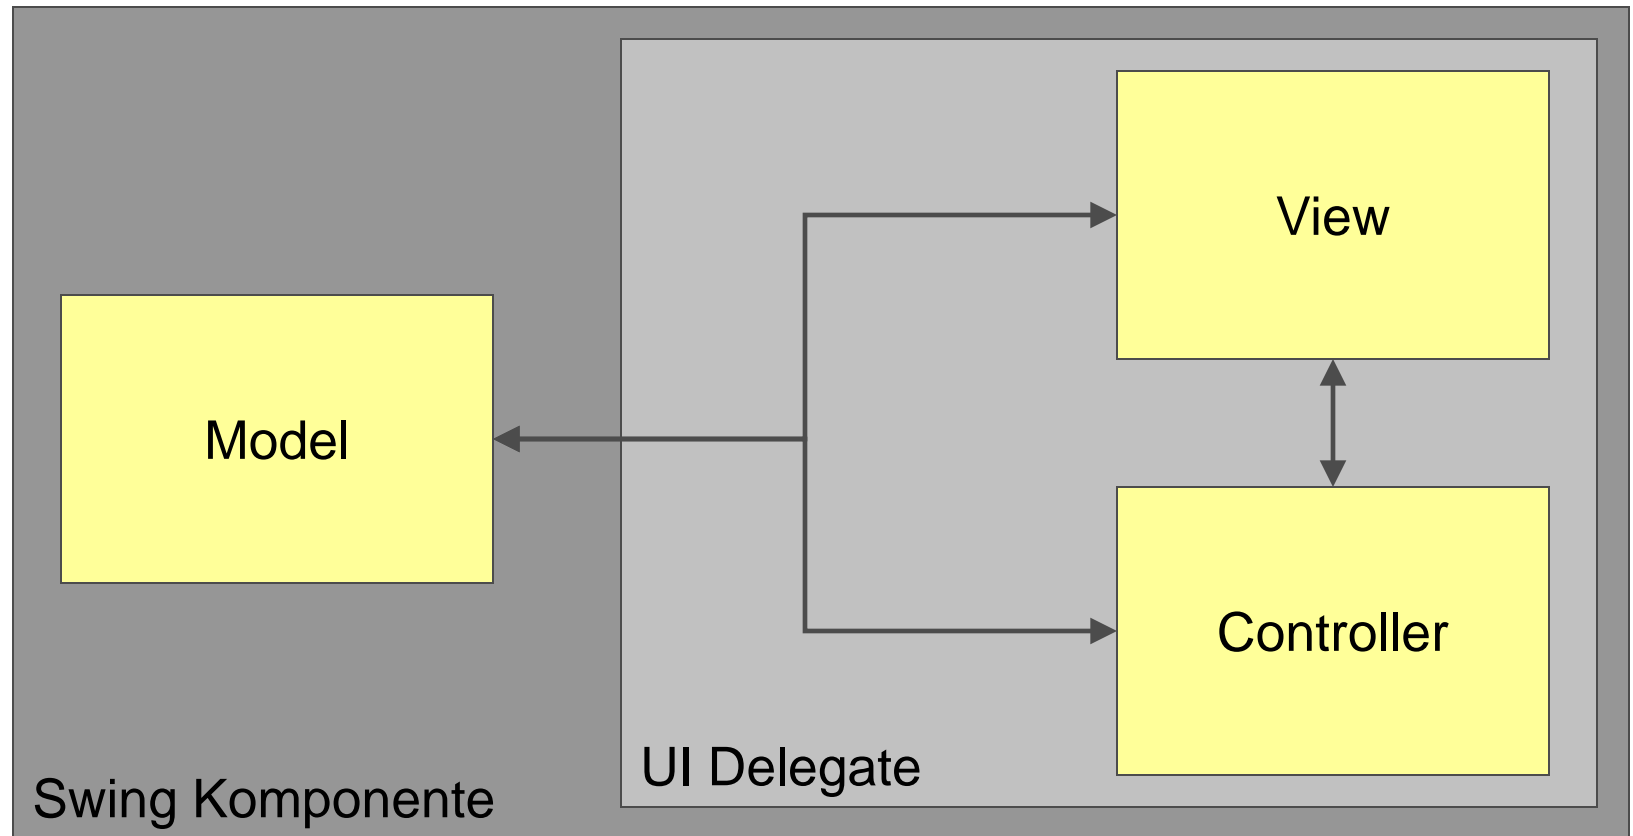 View
Model
Controller
UI Delegate
Swing Komponente